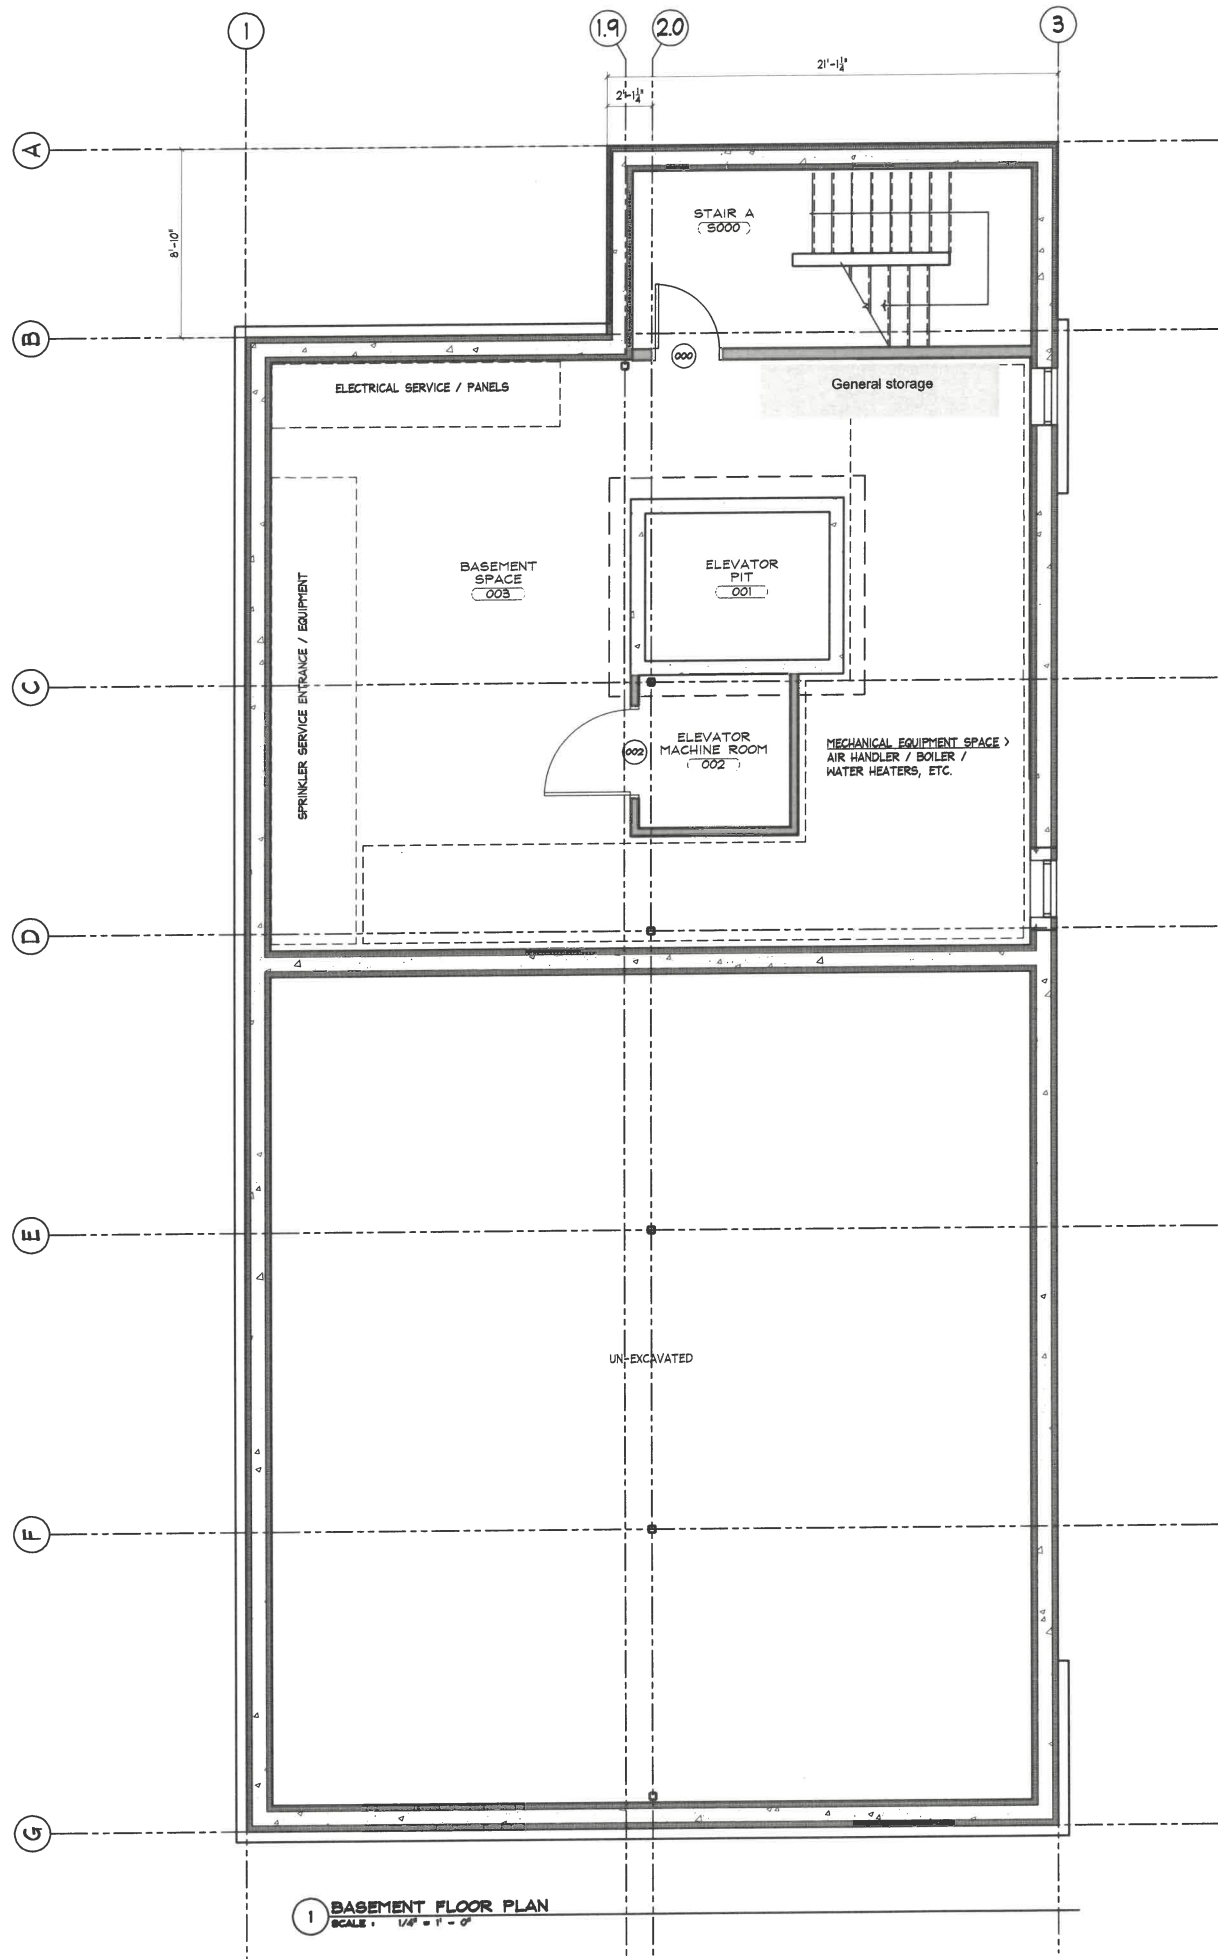 1
1.9
2.0
3
21'-1¼"
2'-1¼"
A
8'-10"
STAIR A
S000
B
000
ELECTRICAL SERVICE / PANELS
General storage
SPRINKLER SERVICE ENTRANCE / EQUIPMENT
BASEMENT
SPACE
003
ELEVATOR
PIT
001
C
002
ELEVATOR
MACHINE ROOM
002
MECHANICAL EQUIPMENT SPACE >
AIR HANDLER / BOILER /
WATER HEATERS, ETC.
D
E
UN-EXCAVATED
F
G
1
BASEMENT FLOOR PLAN
SCALE : 1/4" = 1' - 0"